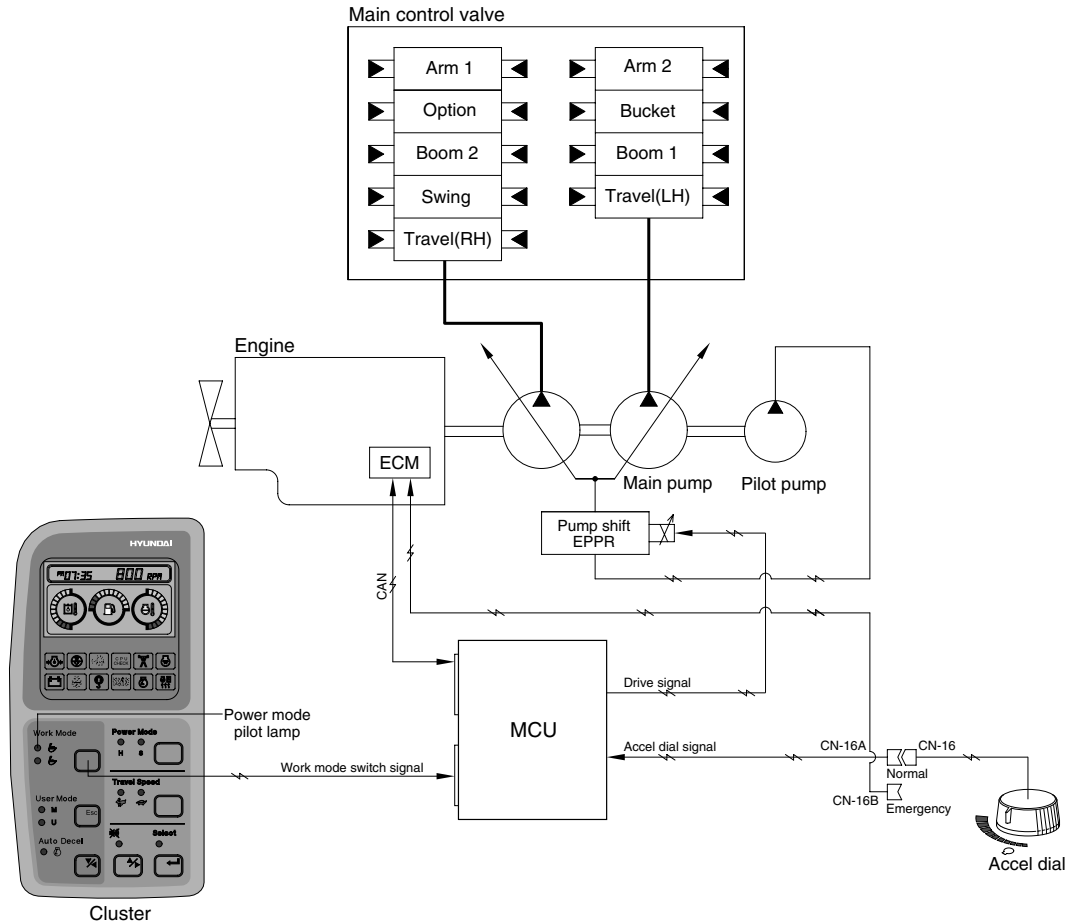 Main control valve
Arm 1
Option
Boom 2
Swing
Travel(RH)
Arm 2
Bucket
Boom 1
Travel(LH)
Engine
ECM
Main pump
Pilot pump
Pump shift
EPPR
CAN
HYUNDAI
07:35 800 RPM
CPU
CHECK
Power mode
pilot lamp
Work Mode
Power Mode
H S
Travel Speed
User Mode
M
U
Esc
Auto Decel
Select
Cluster
Work mode switch signal
MCU
Drive signal
Accel dial signal
CN-16A
CN-16
Normal
CN-16B
Emergency
Accel dial